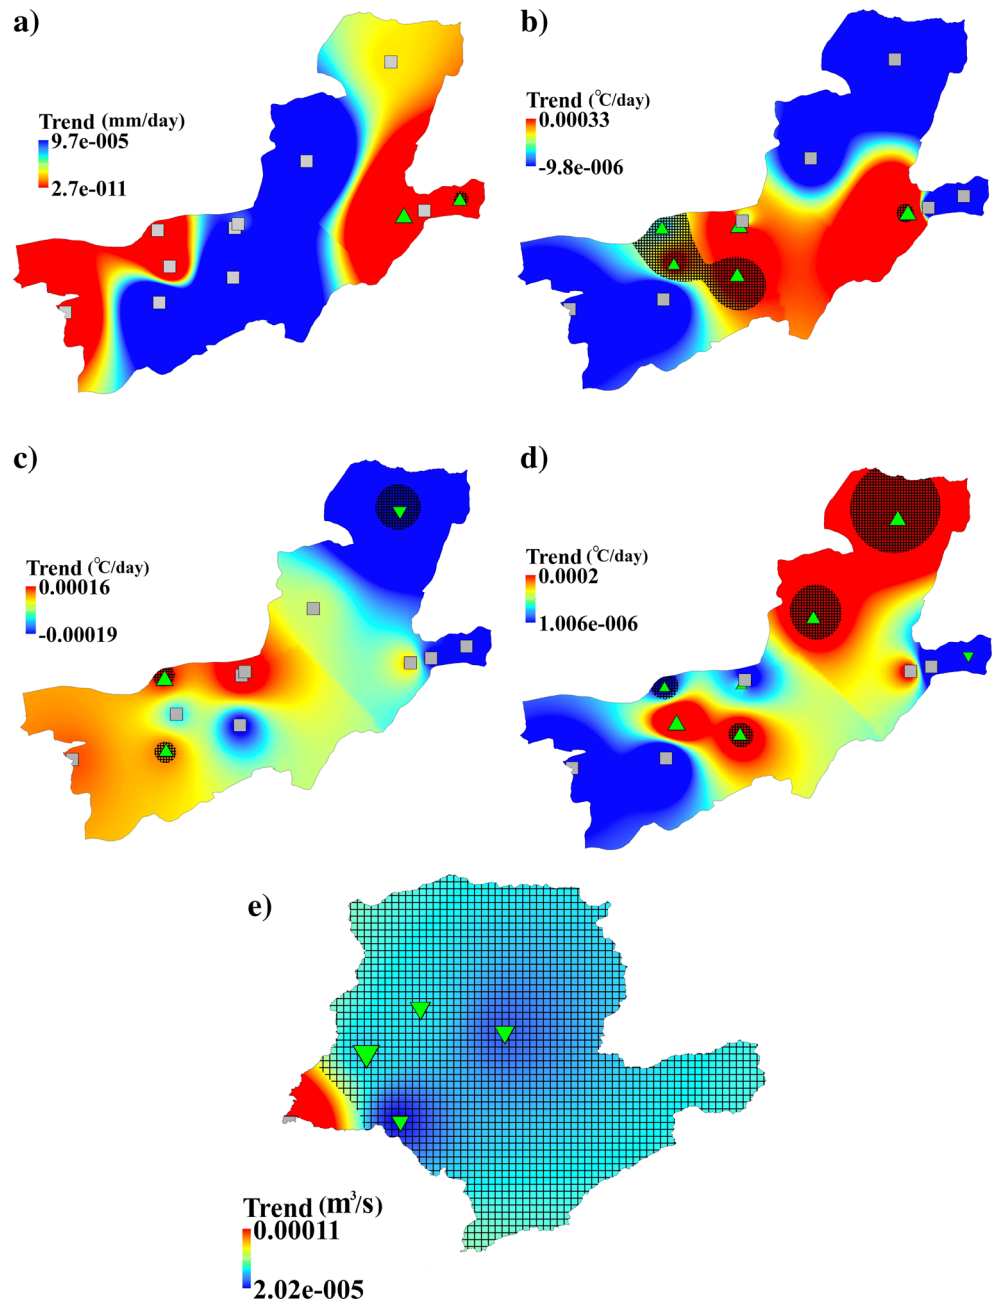 a)
Trend (mm/day)
9.7e-005
2.7e-011
b)
Trend (°C/day)
0.00033
-9.8e-006
c)
Trend (°C/day)
0.00016
-0.00019
d)
Trend (°C/day)
0.0002
1.006e-006
e)
Trend (m³/s)
0.00011
2.02e-005